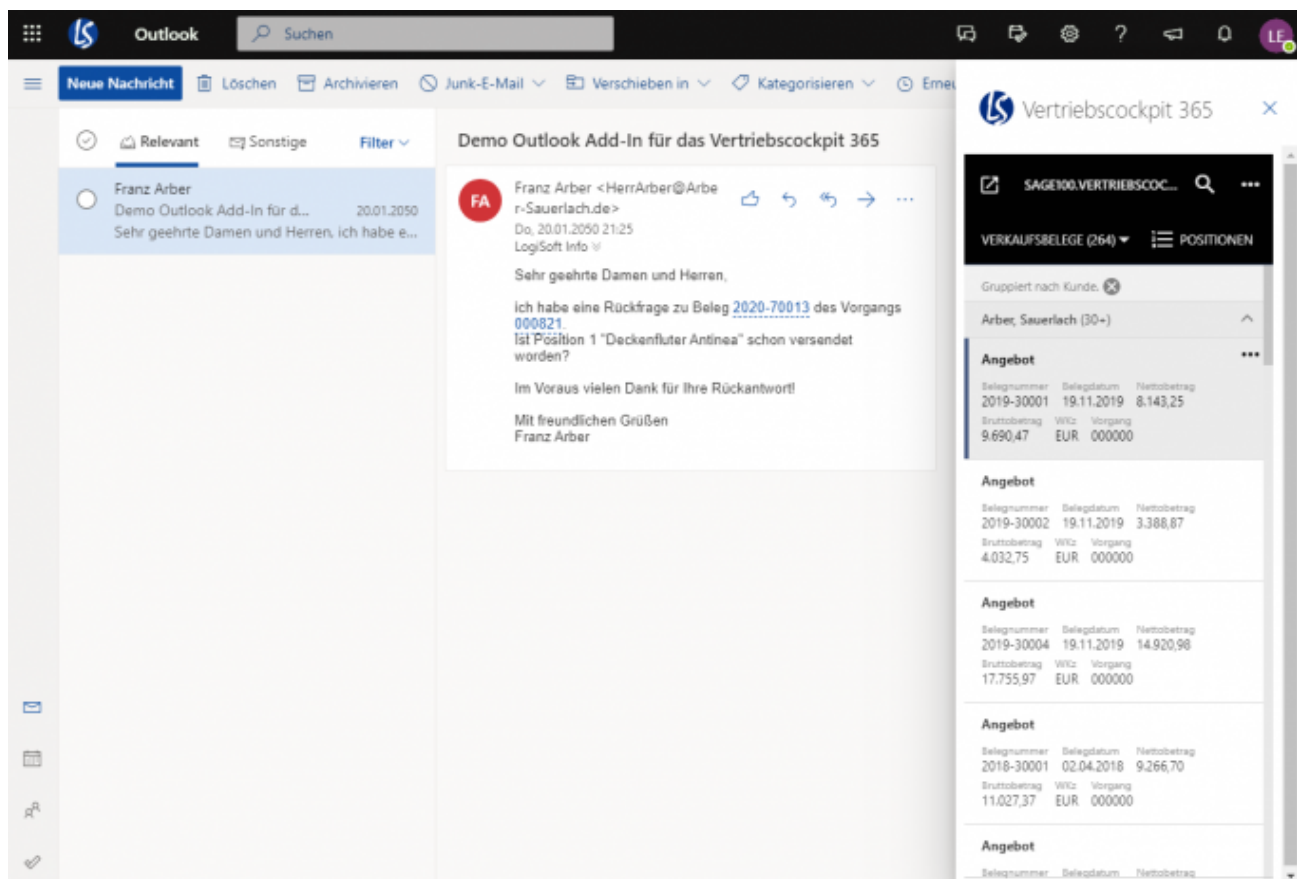 LS Outlook Suchen LE
Neue Nachricht Löschen Archivieren Junk-E-Mail Verschieben in Kategorisieren
Relevant Sonstige Filter
Franz Arber
Demo Outlook Add-In für d... 20.01.2050
Sehr geehrte Damen und Herren, ich habe e...
Demo Outlook Add-In für das Vertriebscockpit 365
FA
Franz Arber <HerrArber@Arbe
r-Sauerlach.de>
Do, 20.01.2050 21:25
LogiSoft Info
Sehr geehrte Damen und Herren,
ich habe eine Rückfrage zu Beleg 2020-70013 des Vorgangs
000821.
Ist Position 1 "Deckenfluter Antinea" schon versendet
worden?
Im Voraus vielen Dank für Ihre Rückantwort!
Mit freundlichen Grüßen
Franz Arber
LS Vertriebscockpit 365
SAGE100.VERTRIEBSCOC...
VERKAUFSBELEGE (264) POSITIONEN
Gruppiert nach Kunde.
Arber, Sauerlach (30+)
Angebot
Belegnummer Belegdatum Nettobetrag
2019-30001 19.11.2019 8.143,25
Bruttobetrag WKz Vorgang
9.690,47 EUR 000000
Angebot
Belegnummer Belegdatum Nettobetrag
2019-30002 19.11.2019 3.388,87
Bruttobetrag WKz Vorgang
4.032,75 EUR 000000
Angebot
Belegnummer Belegdatum Nettobetrag
2019-30004 19.11.2019 14.920,98
Bruttobetrag WKz Vorgang
17.755,97 EUR 000000
Angebot
Belegnummer Belegdatum Nettobetrag
2018-30001 02.04.2018 9.266,70
Bruttobetrag WKz Vorgang
11.027,37 EUR 000000
Angebot
Belegnummer Belegdatum Nettobetrag